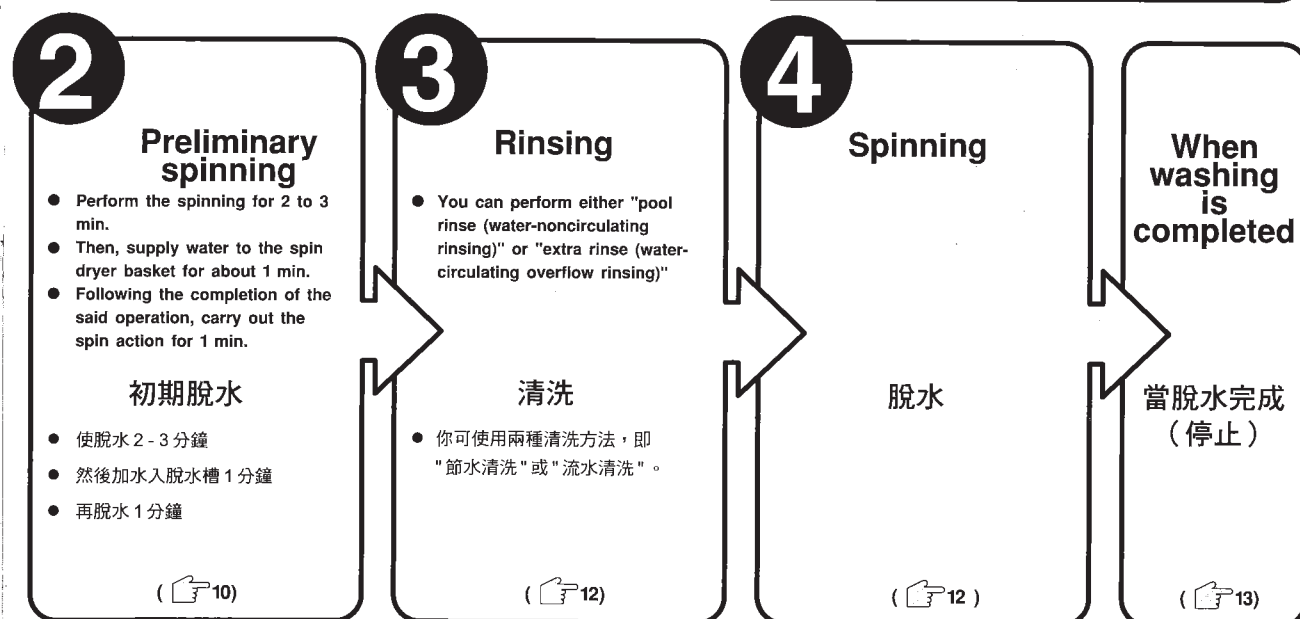 2
Preliminary
spinning
● Perform the spinning for 2 to 3
min.
● Then, supply water to the spin
dryer basket for about 1 min.
● Following the completion of the
said operation, carry out the
spin action for 1 min.
初期脫水
● 使脫水 2 - 3 分鐘
● 然後加水入脫水槽 1 分鐘
● 再脫水 1 分鐘
( ☞10)
3
Rinsing
● You can perform either "pool
rinse (water-noncirculating
rinsing)" or "extra rinse (water-
circulating overflow rinsing)"
清洗
● 你可使用兩種清洗方法，即
"節水清洗"或"流水清洗"。
( ☞12)
4
Spinning
脫水
( ☞12 )
When
washing
is
completed
當脫水完成
（停止）
( ☞13)